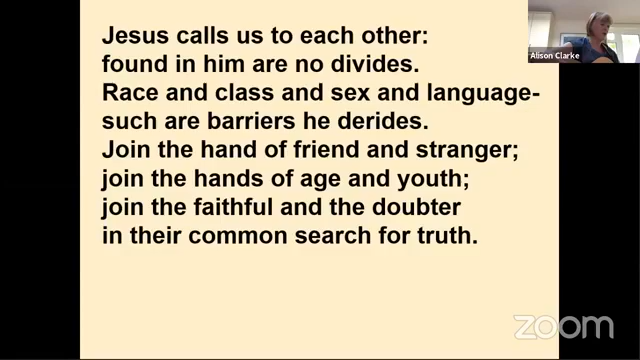 Jesus calls us to each other:
found in him are no divides.
Race and class and sex and language-
such are barriers he derides.
Join the hand of friend and stranger;
join the hands of age and youth;
join the faithful and the doubter
in their common search for truth.
Alison Clarke
zoom